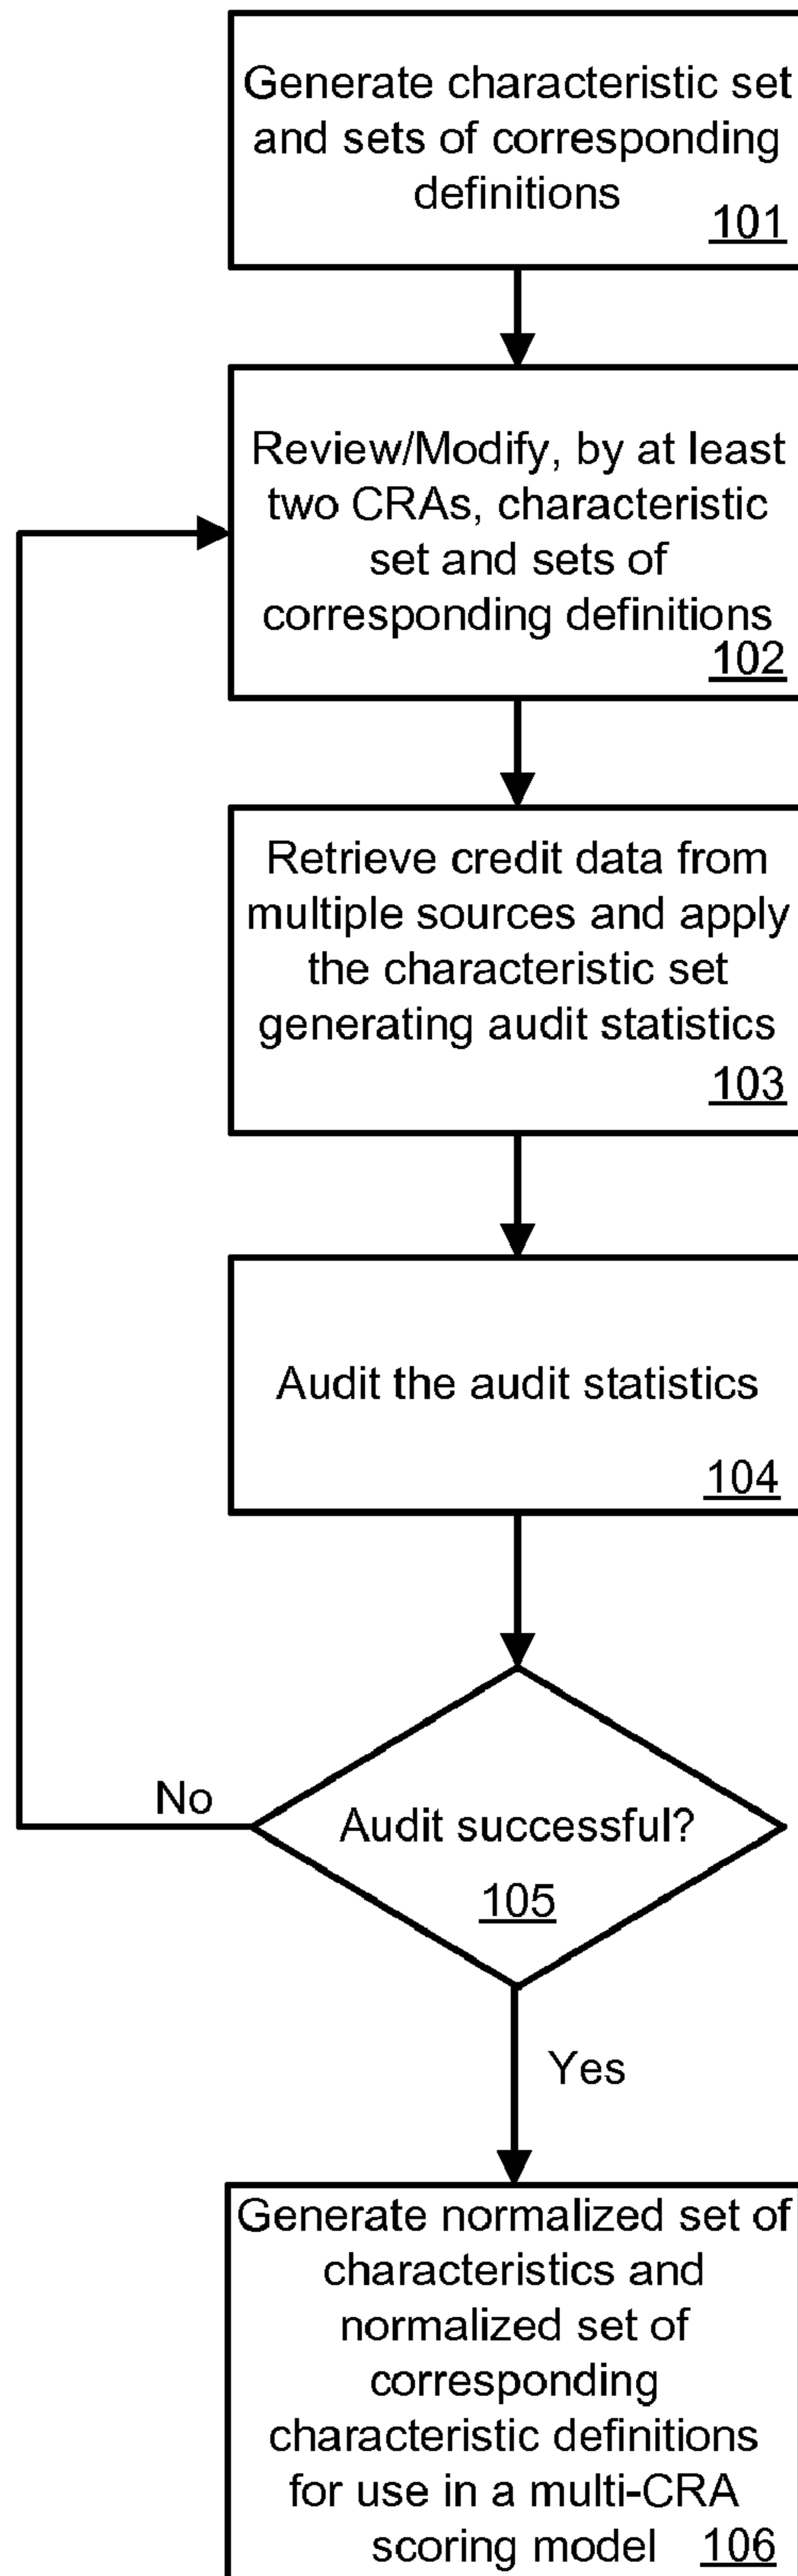 Generate characteristic set
and sets of corresponding
definitions
101
Review/Modify, by at least
two CRAs, characteristic
set and sets of
corresponding definitions
102
Retrieve credit data from
multiple sources and apply
the characteristic set
generating audit statistics
103
Audit the audit statistics
104
No
Audit successful?
105
Yes
Generate normalized set of
characteristics and
normalized set of
corresponding
characteristic definitions
for use in a multi-CRA
scoring model 106